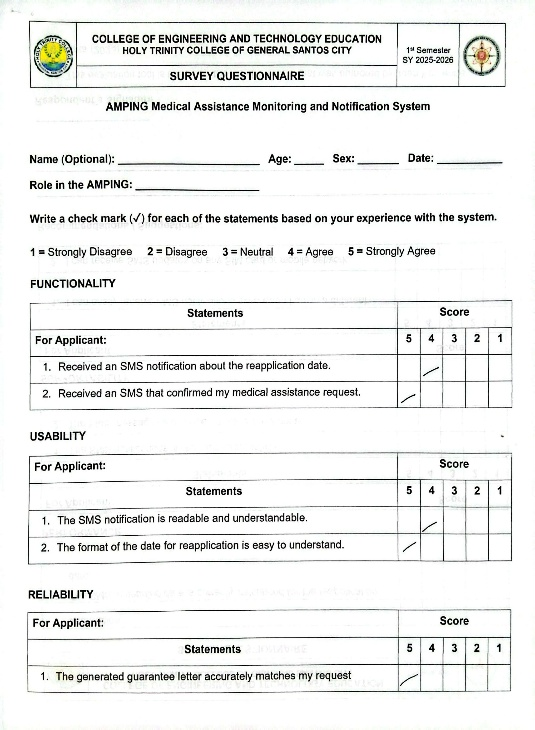 COLLEGE OF ENGINEERING AND TECHNOLOGY EDUCATION
HOLY TRINITY COLLEGE OF GENERAL SANTOS CITY
SURVEY QUESTIONNAIRE
1st Semester
SY 2025-2026
AMPING Medical Assistance Monitoring and Notification System
Name (Optional): ____ Age: ____ Sex: ____ Date: ____
Role in the AMPING: ____
Write a check mark (✓) for each of the statements based on your experience with the system.
1 = Strongly Disagree 2 = Disagree 3 = Neutral 4 = Agree 5 = Strongly Agree
FUNCTIONALITY
Statements Score
For Applicant: 5 4 3 2 1
1. Received an SMS notification about the reapplication date.
2. Received an SMS that confirmed my medical assistance request.
USABILITY
For Applicant: Score
Statements 5 4 3 2 1
1. The SMS notification is readable and understandable.
2. The format of the date for reapplication is easy to understand.
RELIABILITY
For Applicant: Score
Statements 5 4 3 2 1
1. The generated guarantee letter accurately matches my request